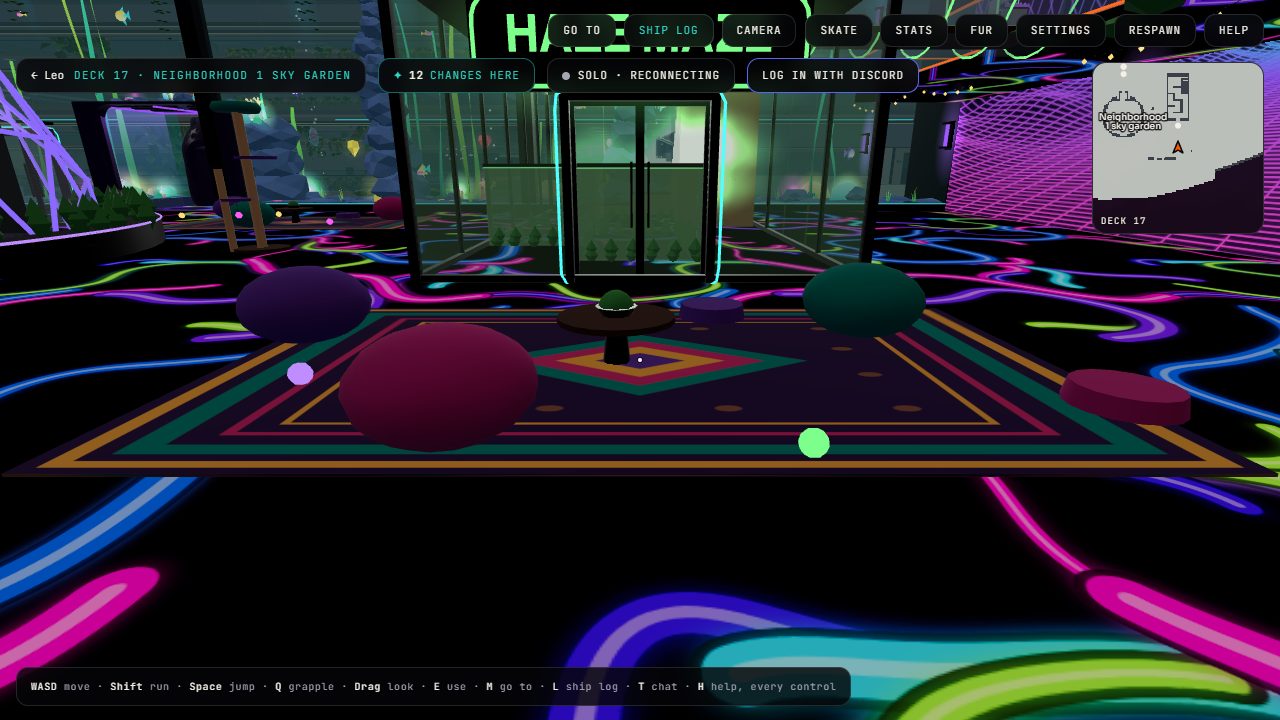 GO TO
SHIP LOG
CAMERA
SKATE
STATS
FUR
SETTINGS
RESPAWN
HELP
← Leo DECK 17 · NEIGHBORHOOD 1 SKY GARDEN
✦ 12 CHANGES HERE
SOLO · RECONNECTING
LOG IN WITH DISCORD
Neighborhood
1 sky garden
DECK 17
WASD move · Shift run · Space jump · Q grapple · Drag look · E use · M go to · L ship log · T chat · H help, every control